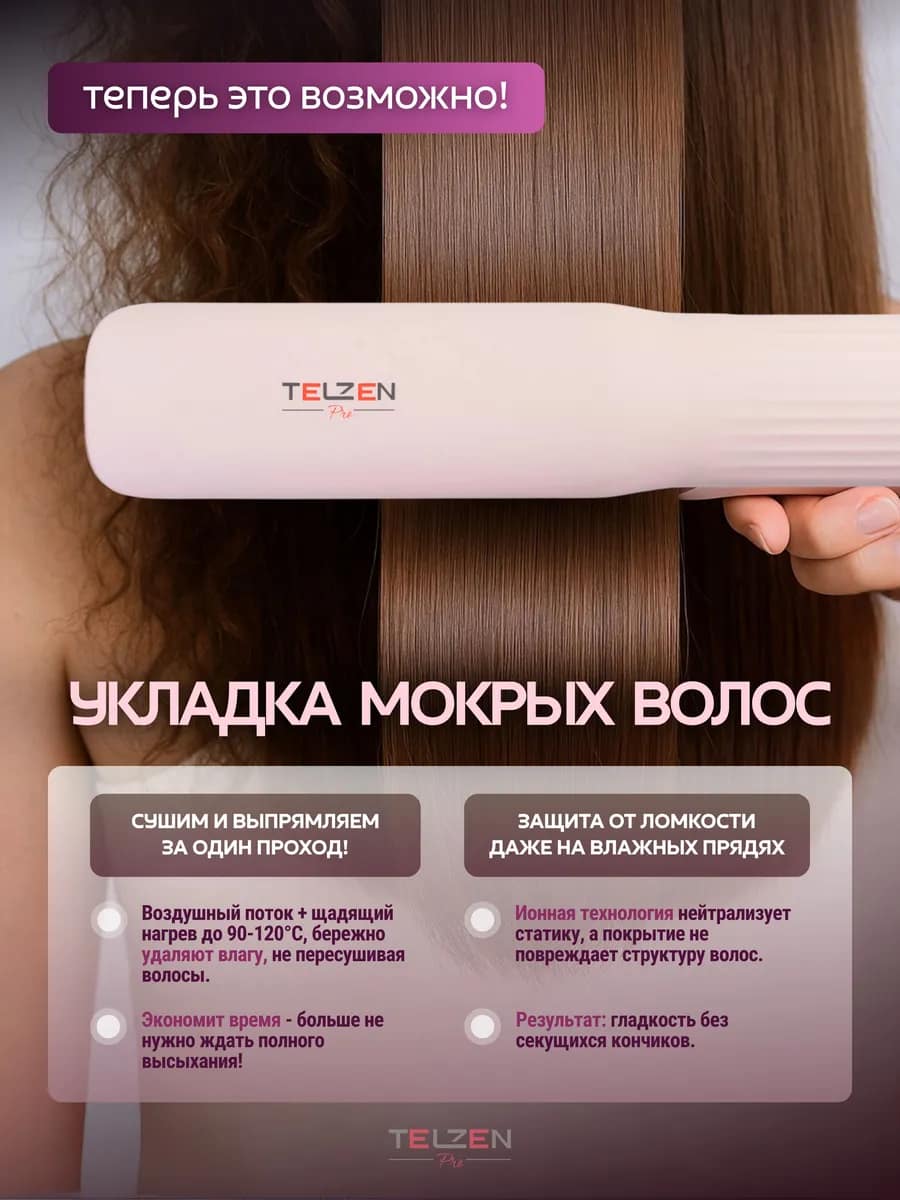 теперь это возможно!
TELZEN
Pro
УКЛАДКА МОКРЫХ ВОЛОС
СУШИМ И ВЫПРЯМЛЯЕМ
ЗА ОДИН ПРОХОД!
Воздушный поток + щадящий
нагрев до 90-120°C, бережно
удаляют влагу, не пересушивая
волосы.
Экономит время - больше не
нужно ждать полного
высыхания!
ЗАЩИТА ОТ ЛОМКОСТИ
ДАЖЕ НА ВЛАЖНЫХ ПРЯДЯХ
Ионная технология нейтрализует
статику, а покрытие не
повреждает структуру волос.
Результат: гладкость без
секущихся кончиков.
TELZEN
Pro